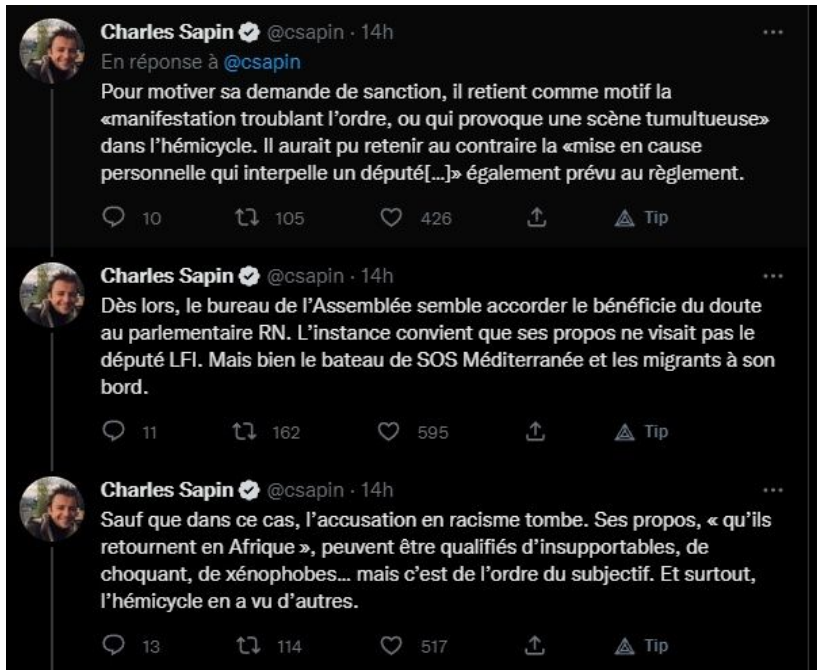 Charles Sapin @csapin · 14h
En réponse à @csapin
Pour motiver sa demande de sanction, il retient comme motif la
«manifestation troublant l’ordre, ou qui provoque une scène tumultueuse»
dans l’hémicycle. Il aurait pu retenir au contraire la «mise en cause
personnelle qui interpelle un député[...]» également prévu au règlement.
10 105 426 Tip
Charles Sapin @csapin · 14h
Dès lors, le bureau de l’Assemblée semble accorder le bénéficie du doute
au parlementaire RN. L’instance convient que ses propos ne visait pas le
député LFI. Mais bien le bateau de SOS Méditerranée et les migrants à son
bord.
11 162 595 Tip
Charles Sapin @csapin · 14h
Sauf que dans ce cas, l’accusation en racisme tombe. Ses propos, « qu’ils
retournent en Afrique », peuvent être qualifiés d’insupportables, de
choquant, de xénophobes... mais c’est de l’ordre du subjectif. Et surtout,
l’hémicycle en a vu d’autres.
13 114 517 Tip